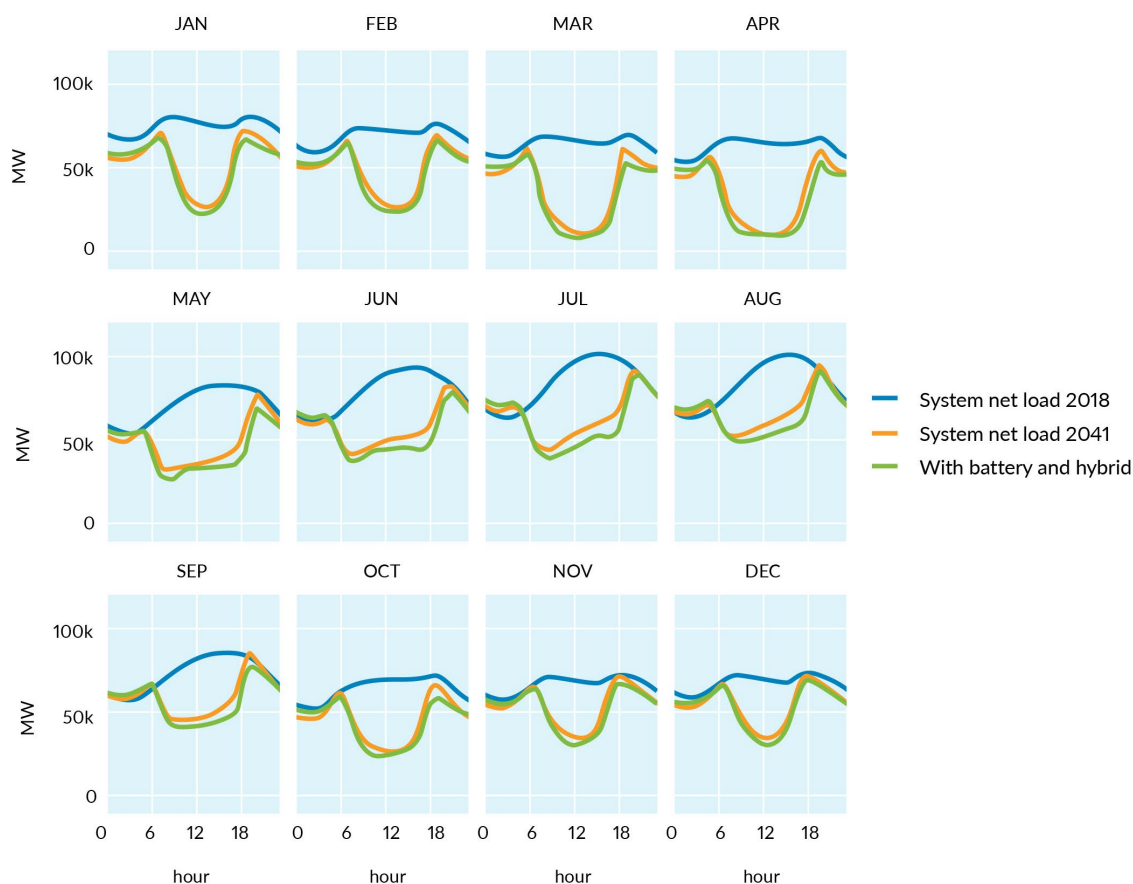 JAN FEB MAR APR
100k
50k
0
MW
MAY JUN JUL AUG
100k
50k
0
MW
System net load 2018
System net load 2041
With battery and hybrid
SEP OCT NOV DEC
100k
50k
0
MW
0 6 12 18 0 6 12 18 0 6 12 18 0 6 12 18
hour hour hour hour